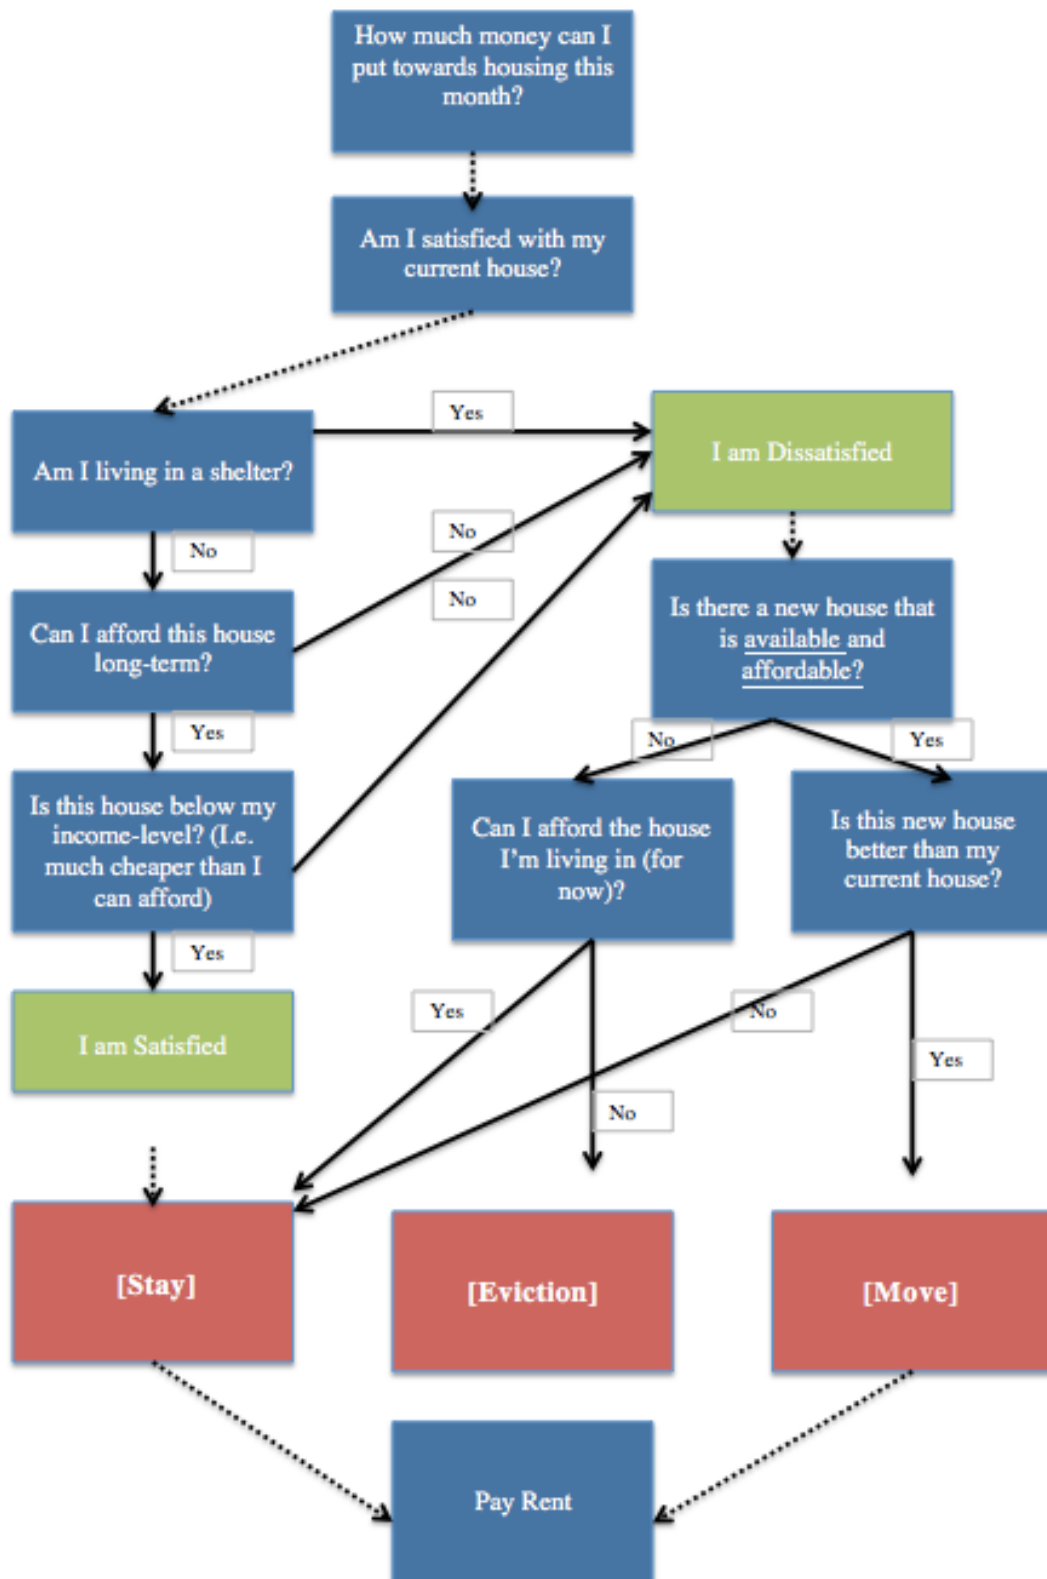 How much money can I
put towards housing this
month?
Am I satisfied with my
current house?
Yes
Am I living in a shelter?
I am Dissatisfied
No
No
Can I afford this house
long-term?
No
Is there a new house that
is available and
affordable?
Yes
No
Yes
Is this house below my
income-level? (I.e.
much cheaper than I
can afford)
Can I afford the house
I'm living in (for
now)?
Is this new house
better than my
current house?
Yes
I am Satisfied
Yes
No
Yes
No
[Stay]
[Eviction]
[Move]
Pay Rent